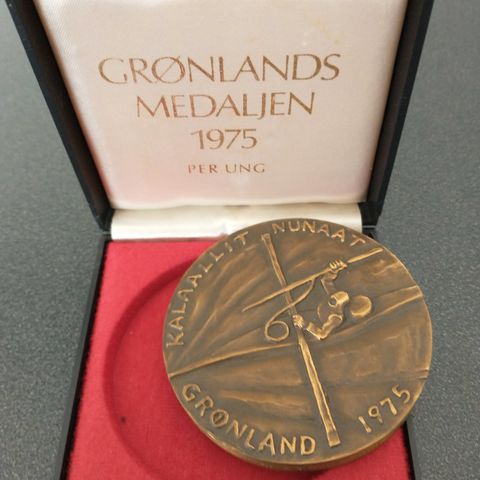 GRØNLANDS
MEDALJEN
1975
PER UNG
KALAALLIT NUNAAT
GRØNLAND 1975